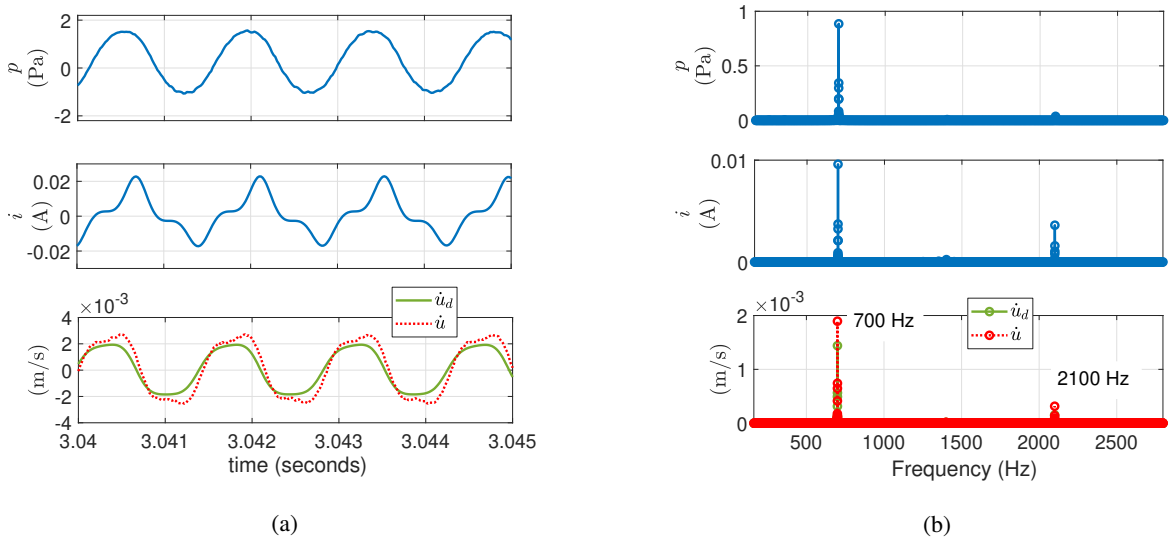 2
0
-2
p
(Pa)
0.02
0
-0.02
i
(A)
×10⁻³
u̇_d
u̇
4
2
0
-2
-4
(m/s)
3.04 3.041 3.042 3.043 3.044 3.045
time (seconds)
(a)
1
0.5
0
p
(Pa)
0.01
0
i
(A)
×10⁻³
u̇_d
u̇
2
1
0
(m/s)
700 Hz
2100 Hz
500 1000 1500 2000 2500
Frequency (Hz)
(b)